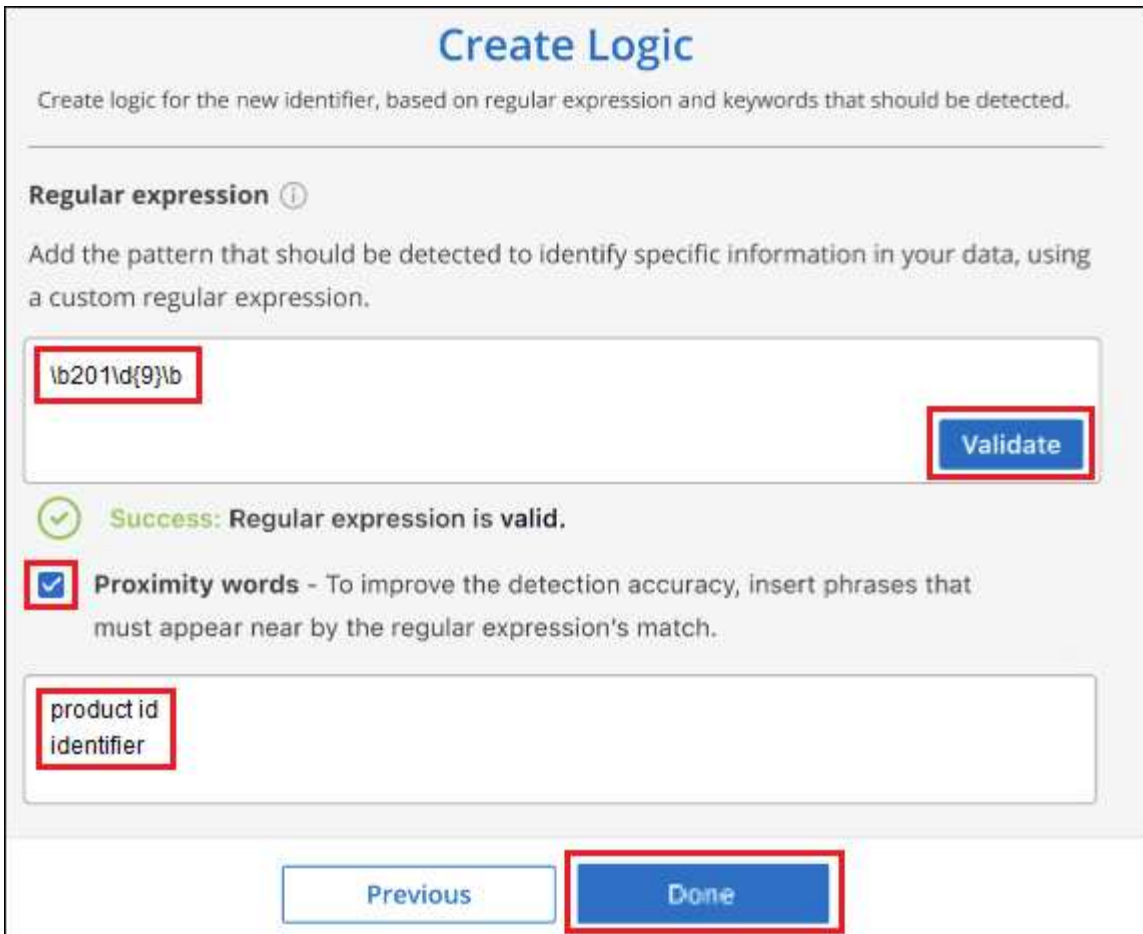 Create Logic
Create logic for the new identifier, based on regular expression and keywords that should be detected.
Regular expression
Add the pattern that should be detected to identify specific information in your data, using
a custom regular expression.
\b201\d{9}\b
Validate
Success: Regular expression is valid.
Proximity words - To improve the detection accuracy, insert phrases that
must appear near by the regular expression's match.
product id
identifier
Previous
Done